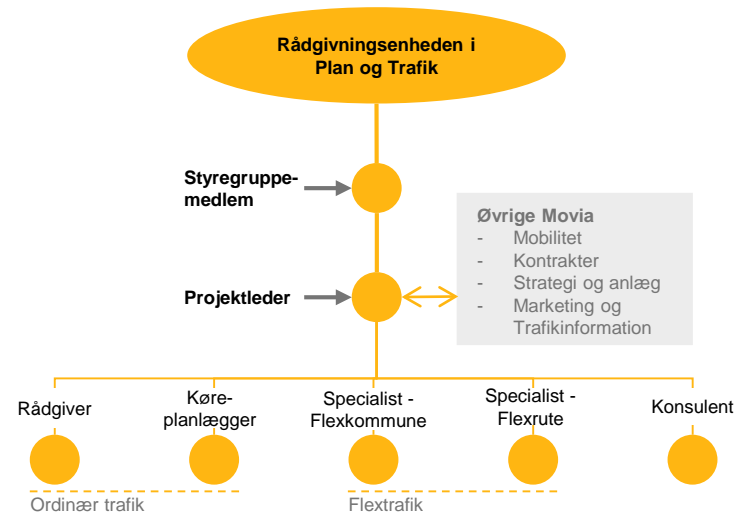 Rådgivningsenheden i
Plan og Trafik
Styregruppe-
medlem
Øvrige Movia
- Mobilitet
- Kontrakter
- Strategi og anlæg
- Marketing og
Trafikinformation
Projektleder
Rådgiver
Køre-
planlægger
Specialist -
Flexkommune
Specialist -
Flexrute
Konsulent
Ordinær trafik
Flextrafik